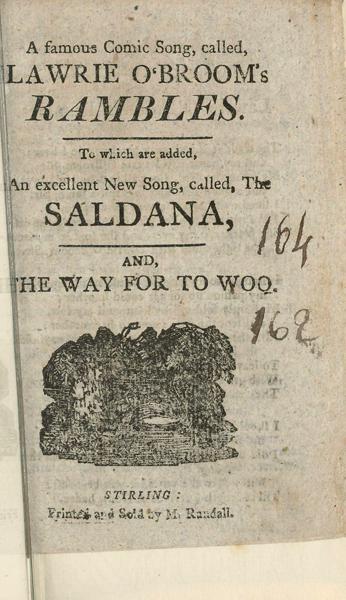 A famous Comic Song, called,
LAWRIE O'BROOM's
RAMBLES.
To which are added,
An excellent New Song, called, The
SALDANA,
164
AND,
THE WAY FOR TO WOO.
162
STIRLING:
Printed and Sold by M. Randall.